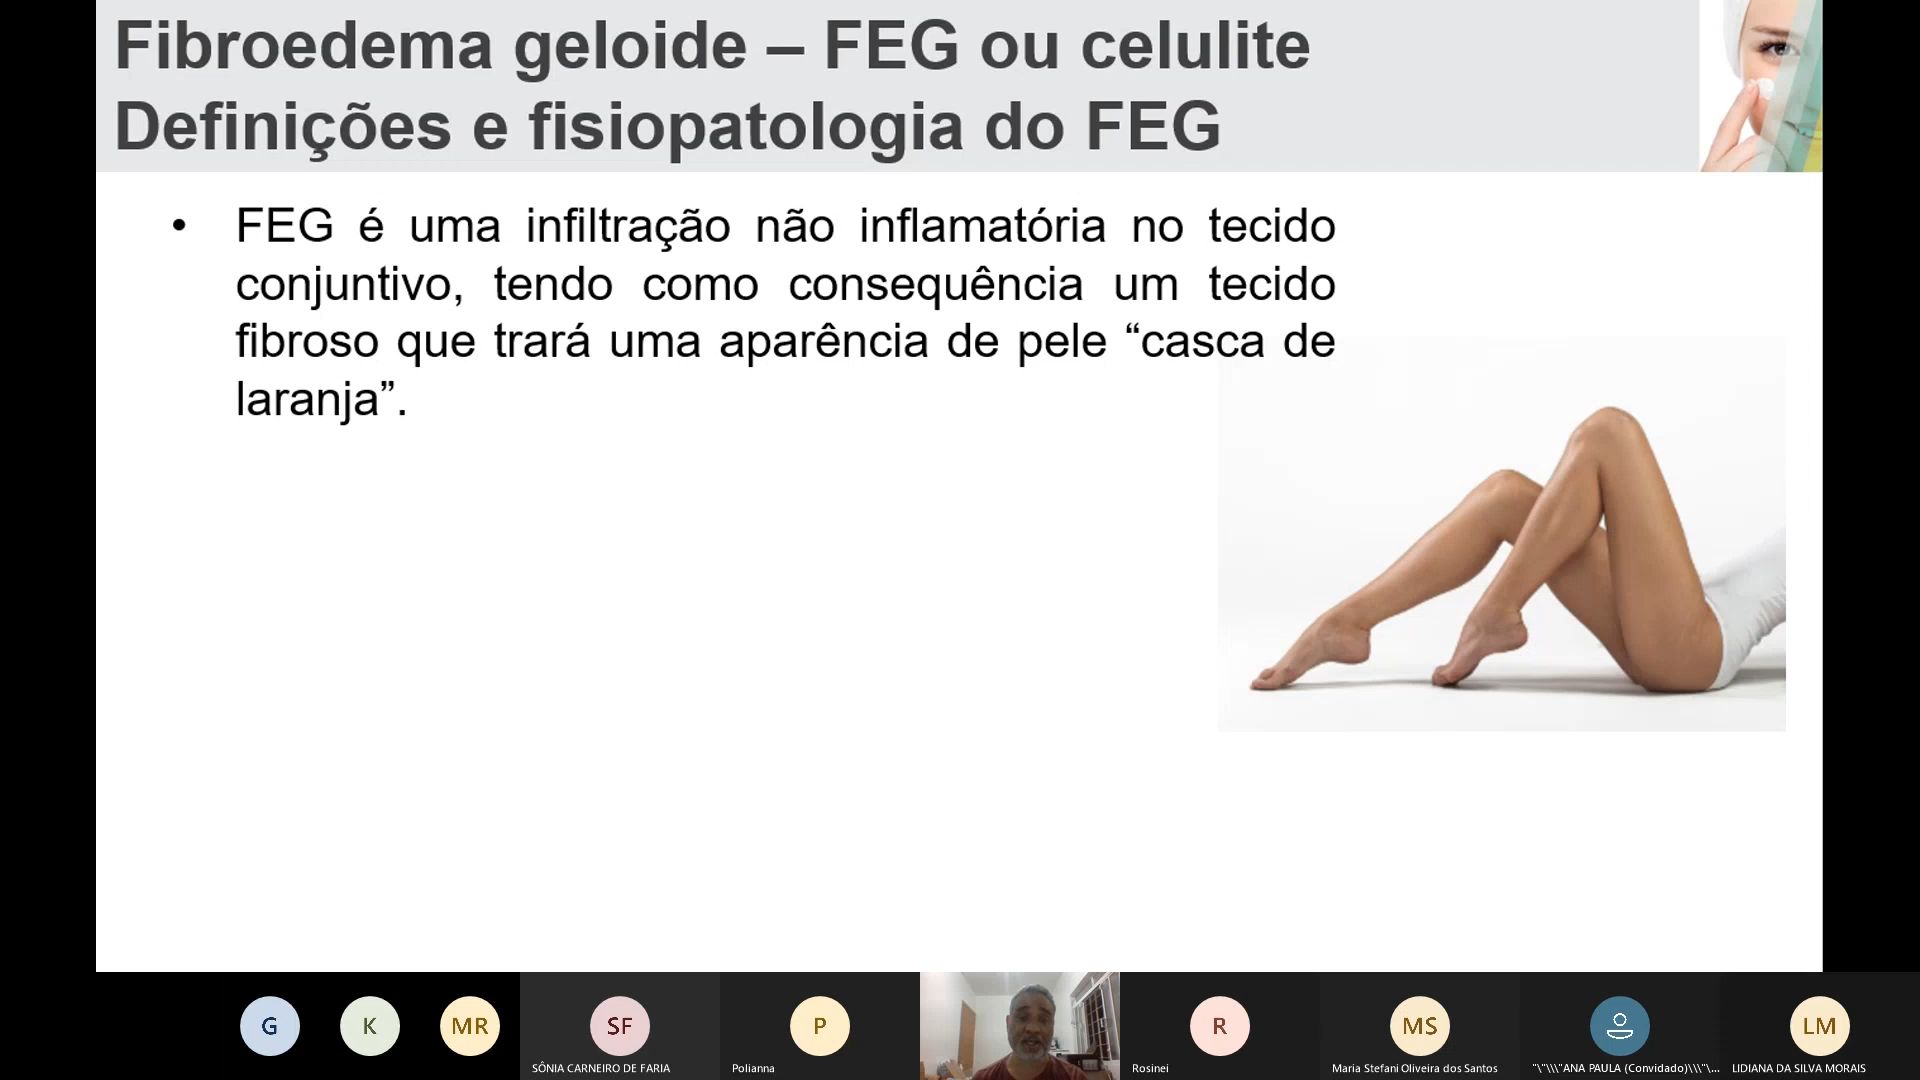 Fibroedema geloide – FEG ou celulite
Definições e fisiopatologia do FEG
• FEG é uma infiltração não inflamatória no tecido
conjuntivo, tendo como consequência um tecido
fibroso que trará uma aparência de pele “casca de
laranja”.
G
K
MR
SF
P
R
MS
LM
SÔNIA CARNEIRO DE FARIA
Polianna
Rosinei
Maria Stefani Oliveira dos Santos
"\"\\\"ANA PAULA (Convidado)\\\"\...
LIDIANA DA SILVA MORAIS